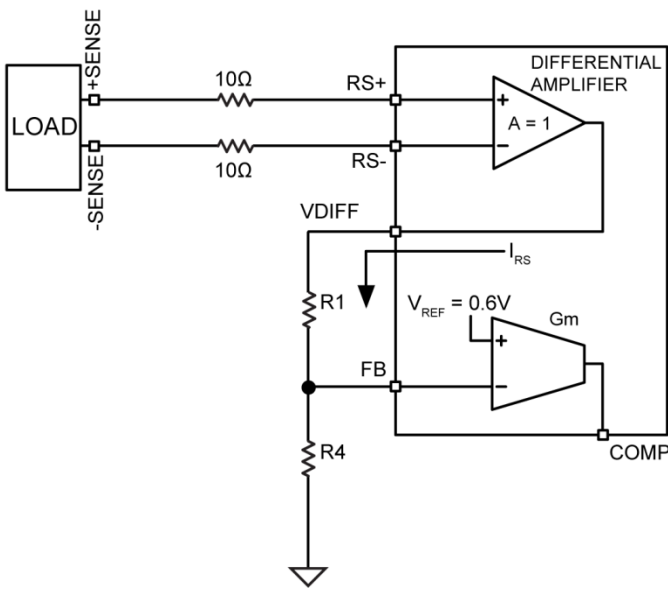 +SENSE
DIFFERENTIAL
AMPLIFIER
10Ω
RS+
LOAD
+
A = 1
−
10Ω
RS-
-SENSE
VDIFF
I_RS
R1
V_REF = 0.6V
Gm
+
FB
−
R4
COMP